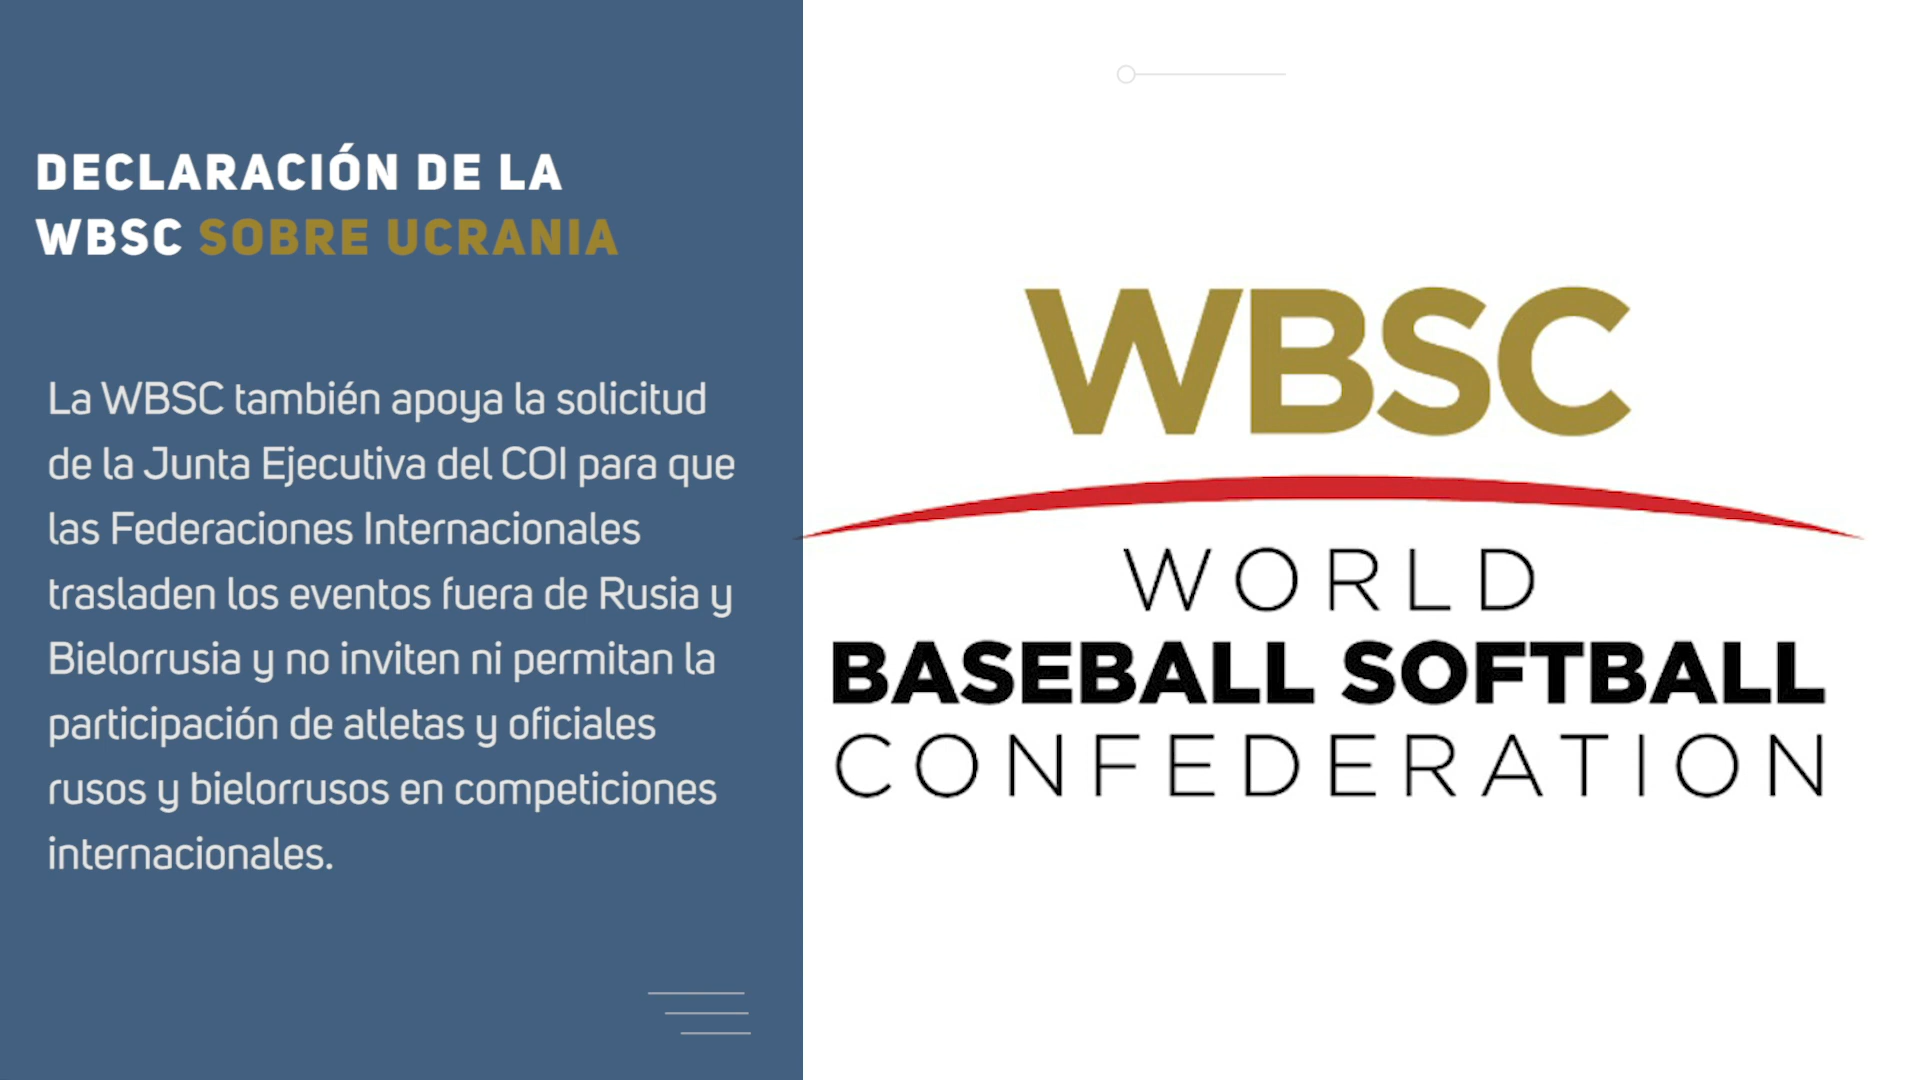 DECLARACIÓN DE LA
WBSC SOBRE UCRANIA
La WBSC también apoya la solicitud
de la Junta Ejecutiva del COI para que
las Federaciones Internacionales
trasladen los eventos fuera de Rusia y
Bielorrusia y no inviten ni permitan la
participación de atletas y oficiales
rusos y bielorrusos en competiciones
internacionales.
WBSC
WORLD
BASEBALL SOFTBALL
CONFEDERATION